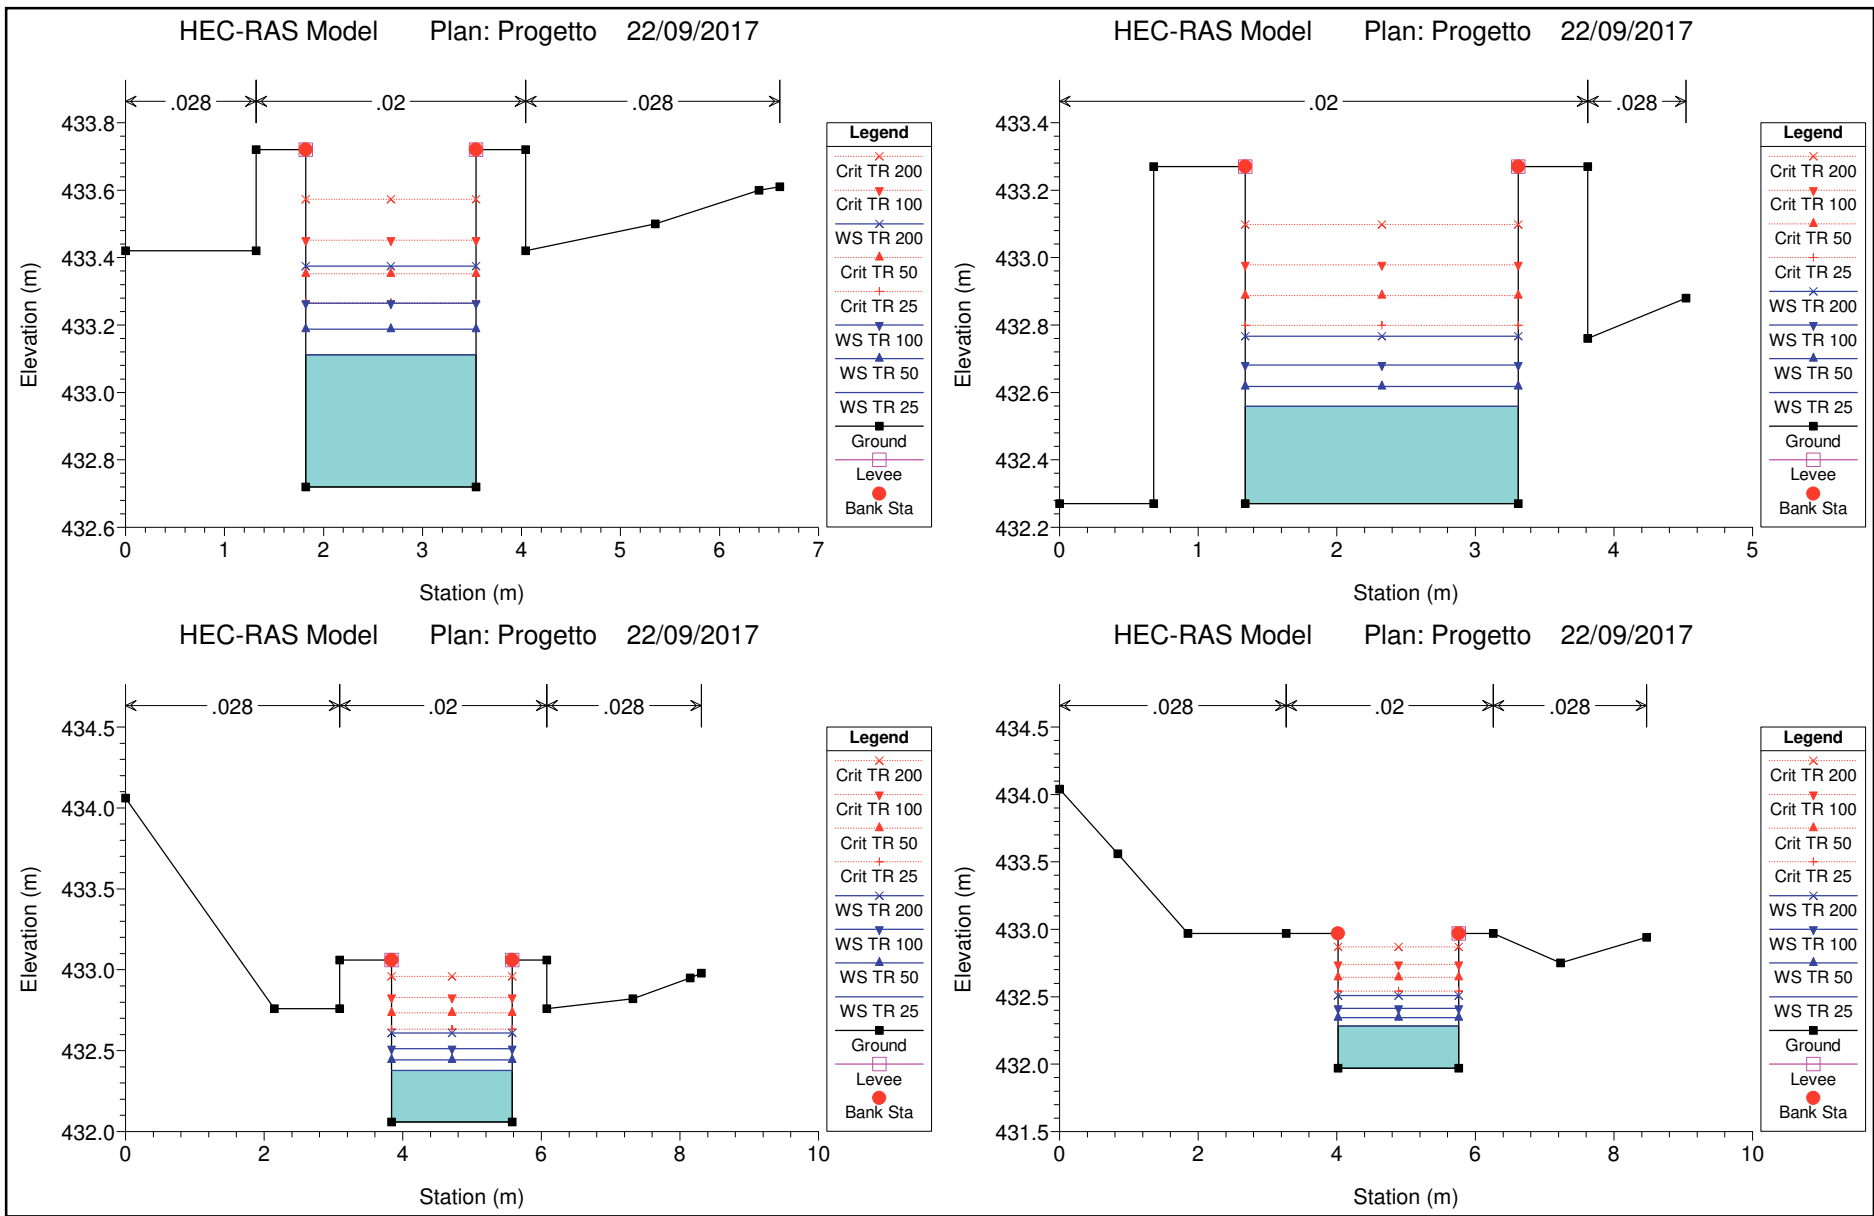 HEC-RAS Model Plan: Progetto 22/09/2017
.028 .02 .028
433.8
433.6
433.4
433.2
433.0
432.8
432.6
Elevation (m)
0 1 2 3 4 5 6 7
Station (m)
Legend
Crit TR 200
Crit TR 100
WS TR 200
Crit TR 50
Crit TR 25
WS TR 100
WS TR 50
WS TR 25
Ground
Levee
Bank Sta
HEC-RAS Model Plan: Progetto 22/09/2017
.02 .028
433.4
433.2
433.0
432.8
432.6
432.4
432.2
Elevation (m)
0 1 2 3 4 5
Station (m)
Legend
Crit TR 200
Crit TR 100
Crit TR 50
Crit TR 25
WS TR 200
WS TR 100
WS TR 50
WS TR 25
Ground
Levee
Bank Sta
HEC-RAS Model Plan: Progetto 22/09/2017
.028 .02 .028
434.5
434.0
433.5
433.0
432.5
432.0
Elevation (m)
0 2 4 6 8 10
Station (m)
Legend
Crit TR 200
Crit TR 100
Crit TR 50
Crit TR 25
WS TR 200
WS TR 100
WS TR 50
WS TR 25
Ground
Levee
Bank Sta
HEC-RAS Model Plan: Progetto 22/09/2017
.028 .02 .028
434.5
434.0
433.5
433.0
432.5
432.0
431.5
Elevation (m)
0 2 4 6 8 10
Station (m)
Legend
Crit TR 200
Crit TR 100
Crit TR 50
Crit TR 25
WS TR 200
WS TR 100
WS TR 50
WS TR 25
Ground
Levee
Bank Sta